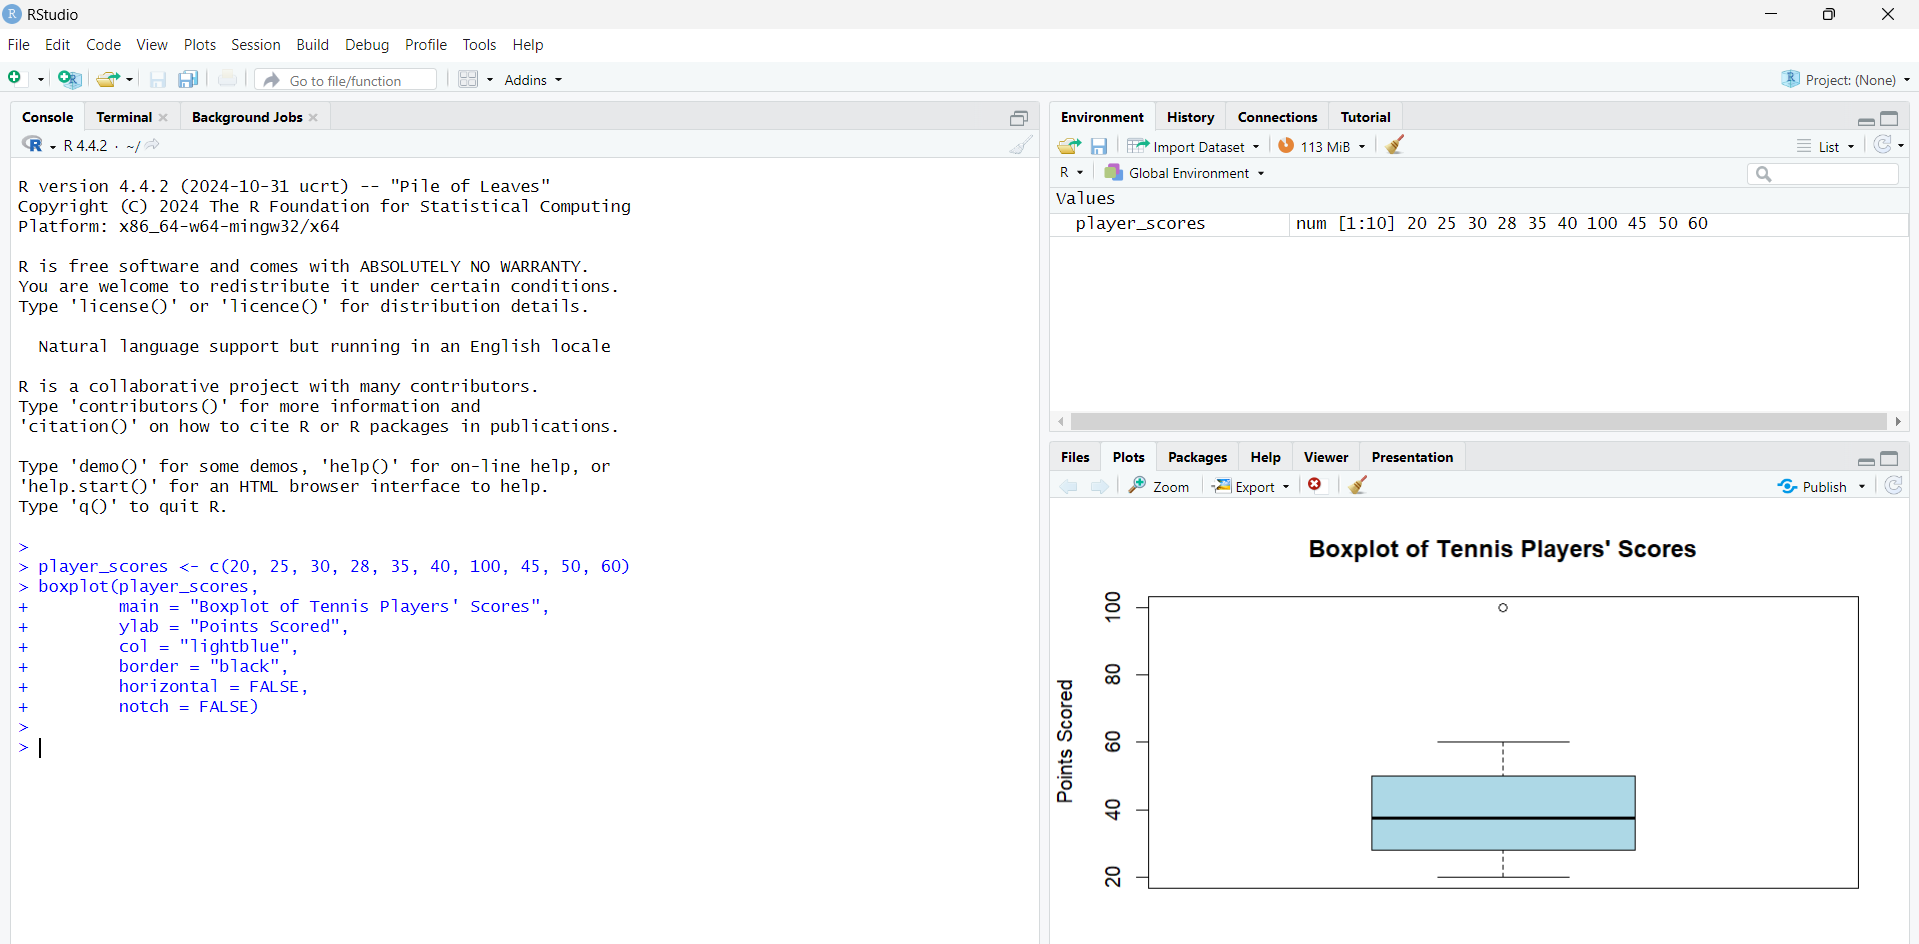 RStudio
File Edit Code View Plots Session Build Debug Profile Tools Help
Go to file/function Addins Project: (None)
Console Terminal Background Jobs
R 4.4.2 · ~/
R version 4.4.2 (2024-10-31 ucrt) -- "Pile of Leaves"
Copyright (C) 2024 The R Foundation for Statistical Computing
Platform: x86_64-w64-mingw32/x64
R is free software and comes with ABSOLUTELY NO WARRANTY.
You are welcome to redistribute it under certain conditions.
Type 'license()' or 'licence()' for distribution details.
Natural language support but running in an English locale
R is a collaborative project with many contributors.
Type 'contributors()' for more information and
'citation()' on how to cite R or R packages in publications.
Type 'demo()' for some demos, 'help()' for on-line help, or
'help.start()' for an HTML browser interface to help.
Type 'q()' to quit R.
>
> player_scores <- c(20, 25, 30, 28, 35, 40, 100, 45, 50, 60)
> boxplot(player_scores,
+         main = "Boxplot of Tennis Players' Scores",
+         ylab = "Points Scored",
+         col = "lightblue",
+         border = "black",
+         horizontal = FALSE,
+         notch = FALSE)
>
>
Environment History Connections Tutorial
Import Dataset 113 MiB List
R Global Environment
Values
player_scores num [1:10] 20 25 30 28 35 40 100 45 50 60
Files Plots Packages Help Viewer Presentation
Zoom Export Publish
Boxplot of Tennis Players' Scores
Points Scored
100
80
60
40
20